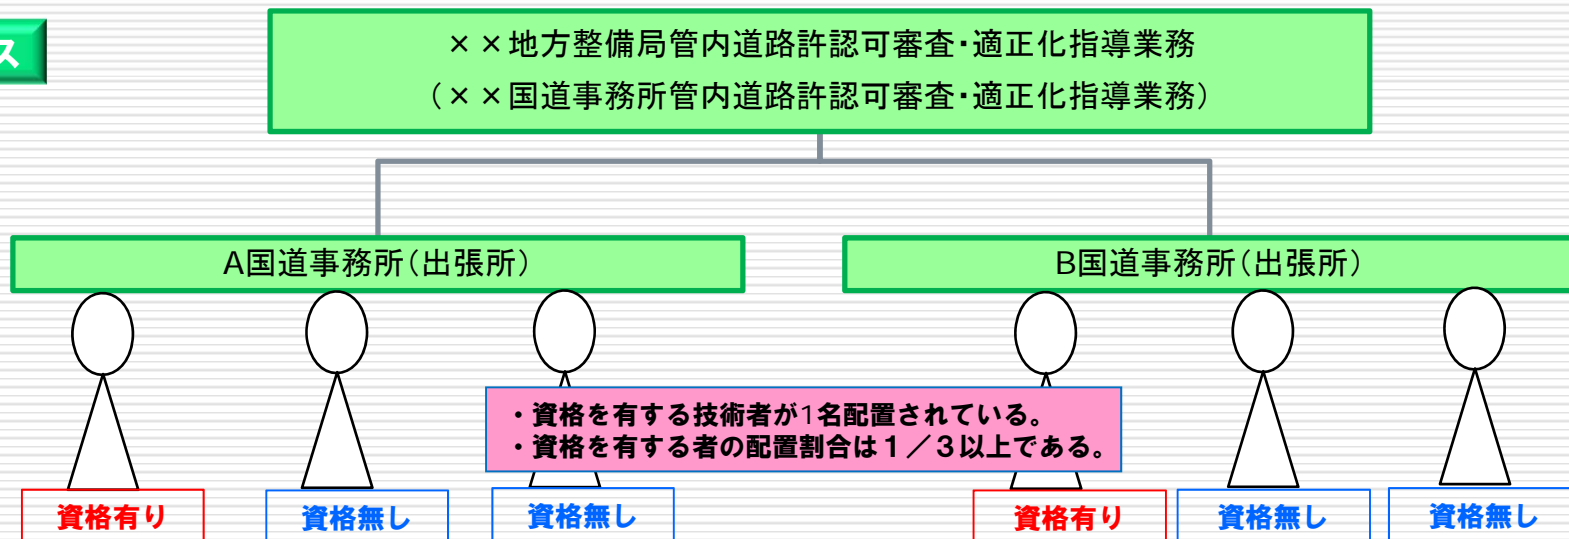 ス
××地方整備局管内道路許認可審査・適正化指導業務
（××国道事務所管内道路許認可審査・適正化指導業務）
A国道事務所（出張所）
B国道事務所（出張所）
・資格を有する技術者が1名配置されている。
・資格を有する者の配置割合は１／３以上である。
資格有り
資格無し
資格無し
資格有り
資格無し
資格無し